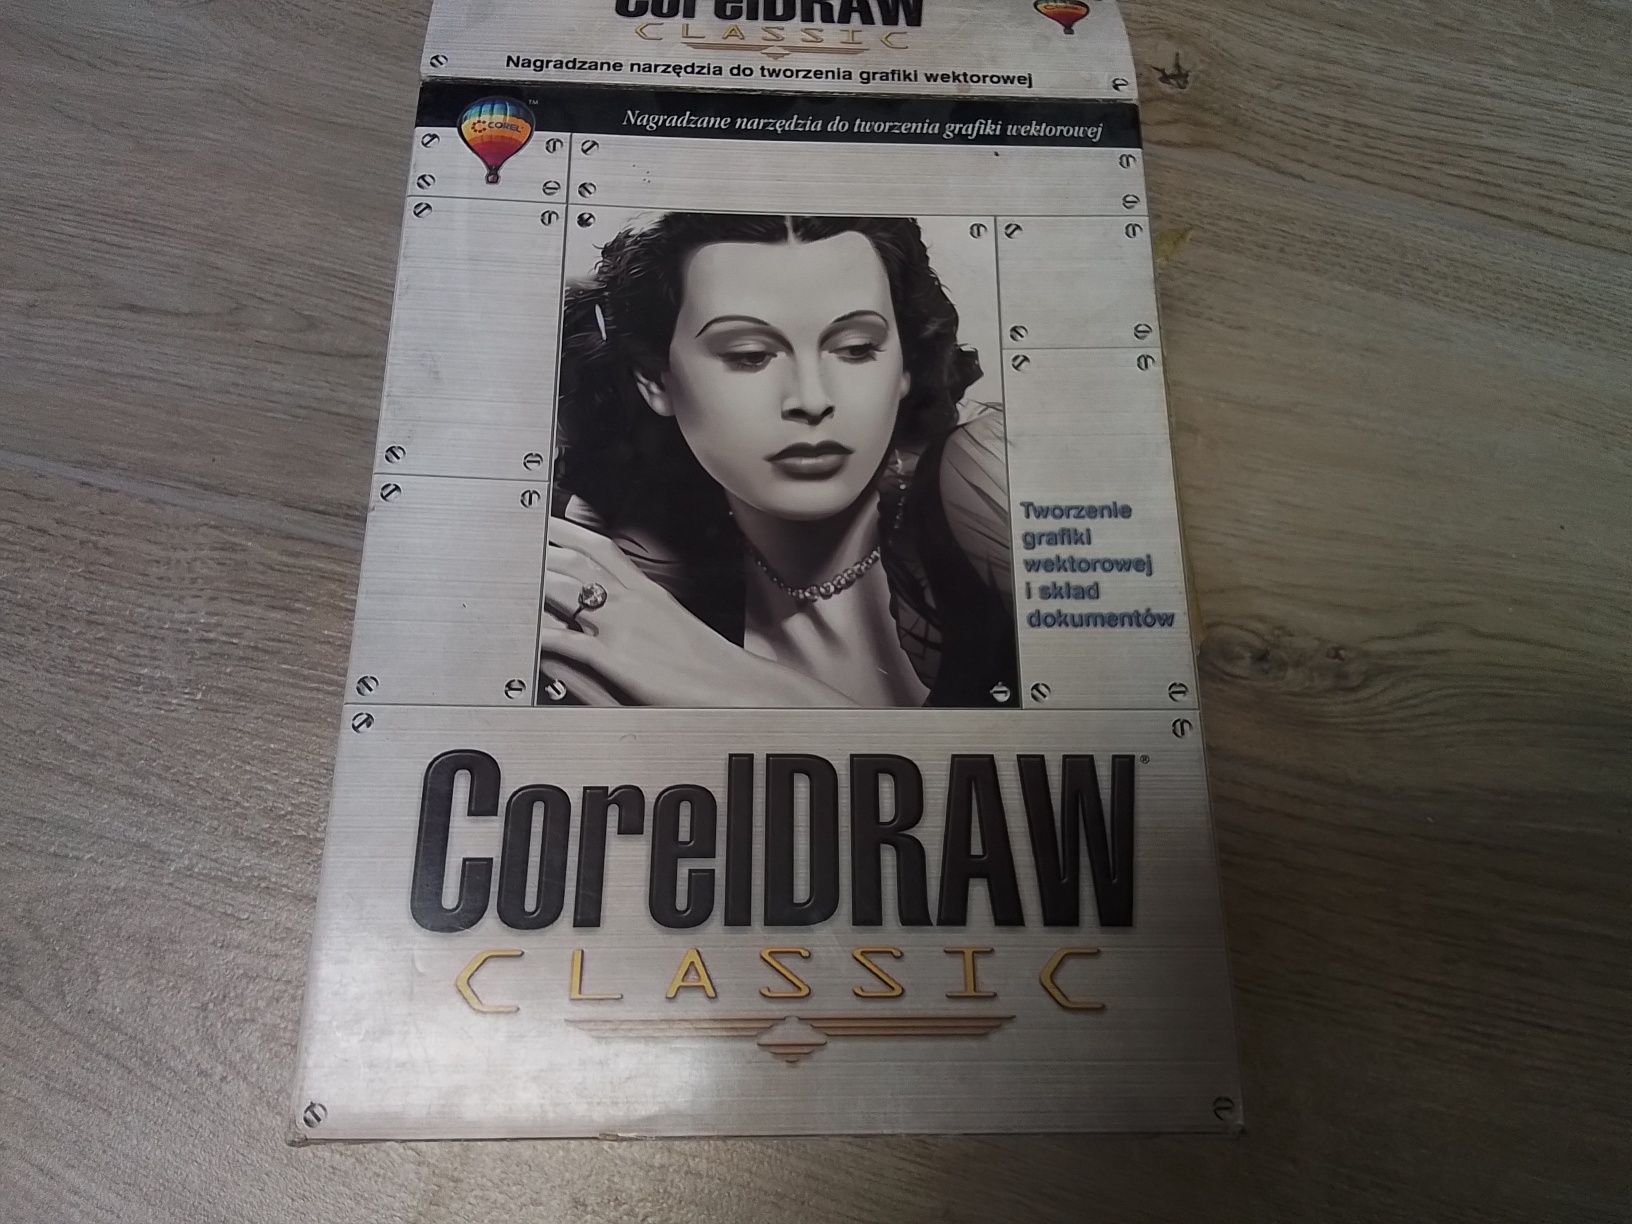 CorelDRAW
CLASSIC
Nagradzane narzędzia do tworzenia grafiki wektorowej
COREL™
Nagradzane narzędzia do tworzenia grafiki wektorowej
Tworzenie
grafiki
wektorowej
i skład
dokumentów
CorelDRAW®
CLASSIC